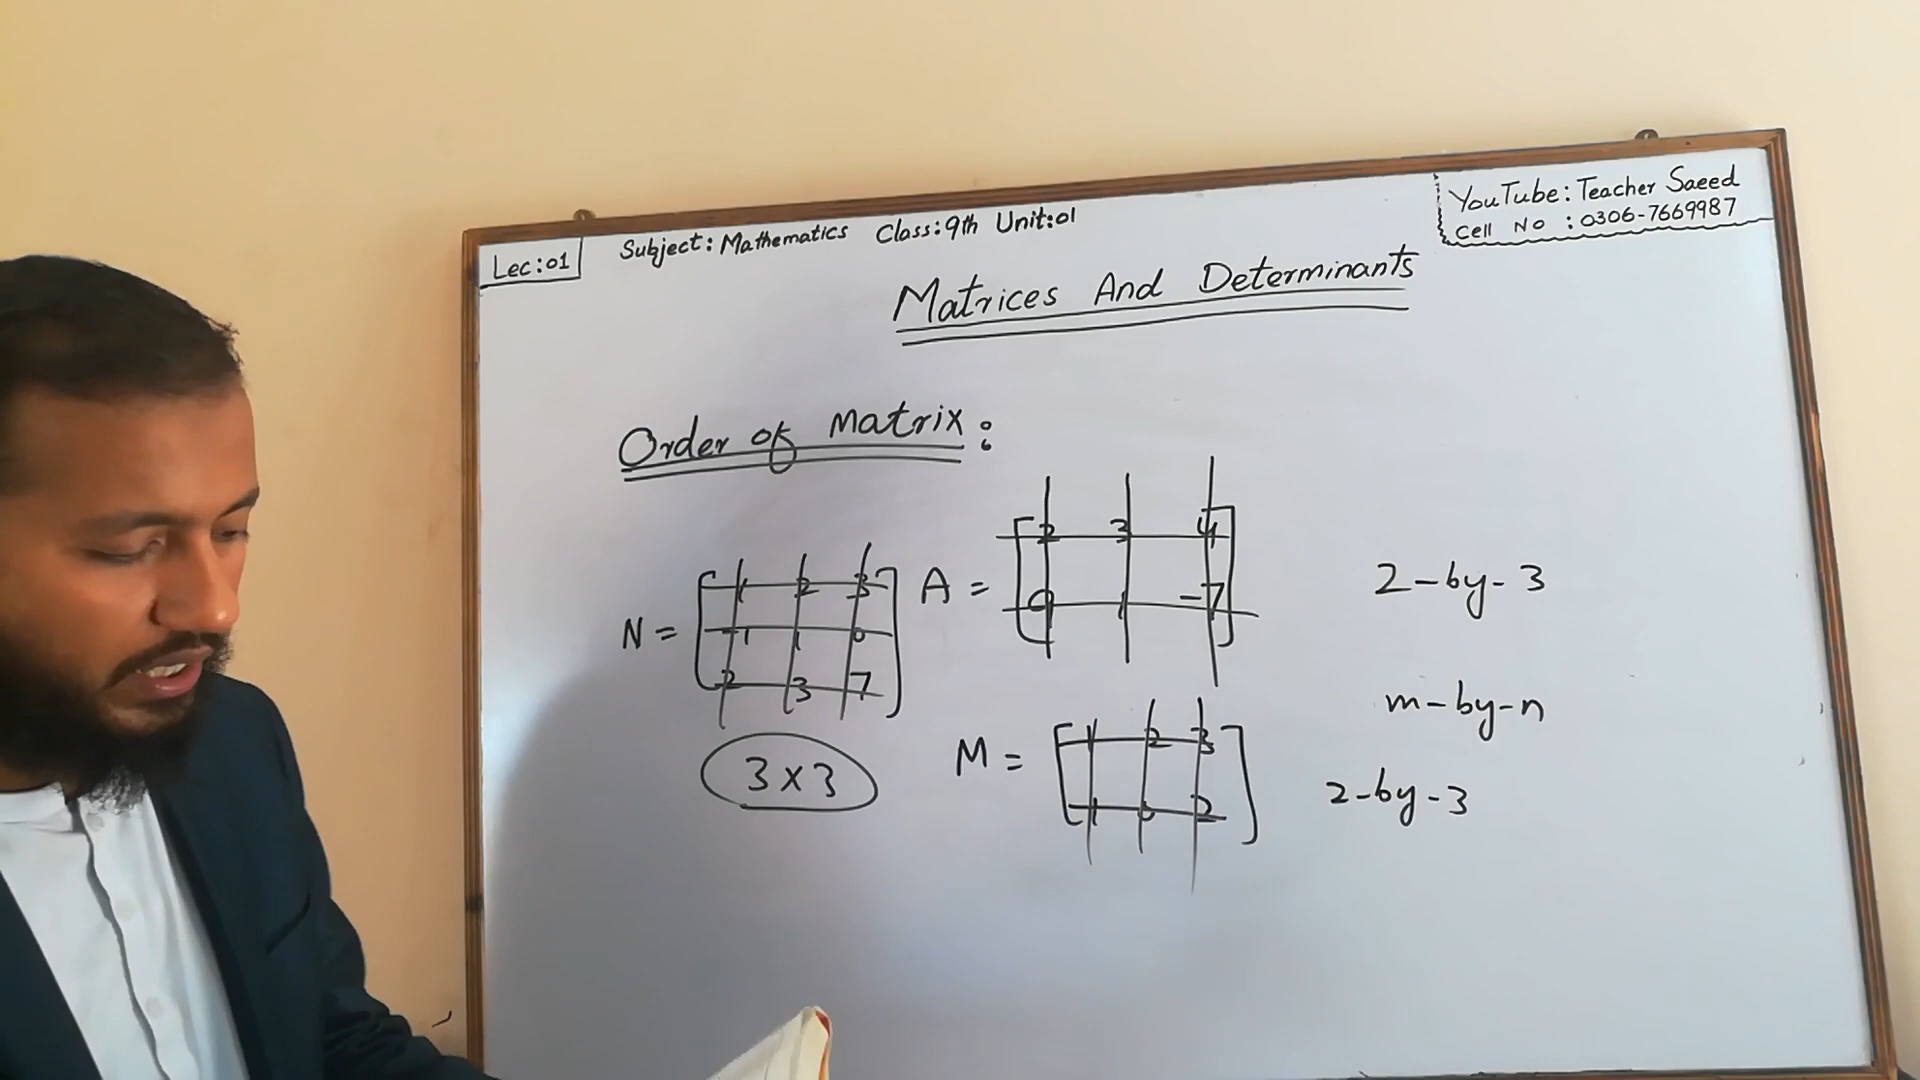 Lec:01
Subject: Mathematics Class:9th Unit:01
YouTube: Teacher Saeed
Cell No : 0306-7669987
Matrices And Determinants
Order of Matrix:
N = [1 2 3
-1 1 0
2 3 7]
3x3
A = [2 3 4
0 1 -7]
2-by-3
m-by-n
M = [1 2 3
1 0 2]
2-by-3